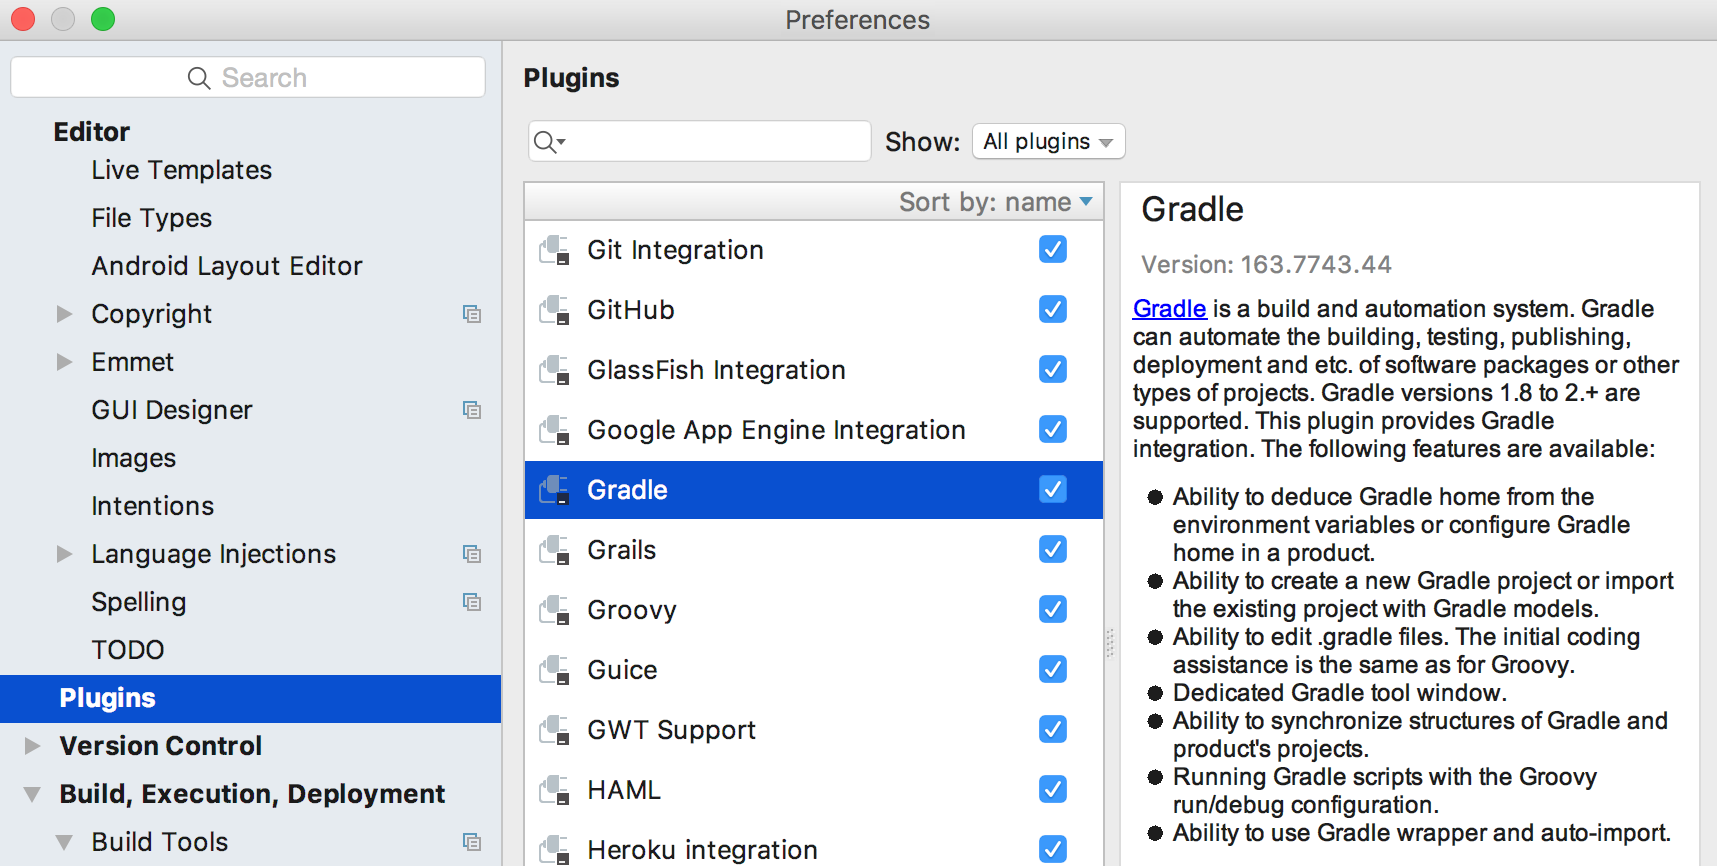 Preferences
Search
Editor
Live Templates
File Types
Android Layout Editor
Copyright
Emmet
GUI Designer
Images
Intentions
Language Injections
Spelling
TODO
Plugins
Version Control
Build, Execution, Deployment
Build Tools
Plugins
Show: All plugins
Sort by: name
Git Integration
GitHub
GlassFish Integration
Google App Engine Integration
Gradle
Grails
Groovy
Guice
GWT Support
HAML
Heroku integration
Gradle
Version: 163.7743.44
Gradle is a build and automation system. Gradle
can automate the building, testing, publishing,
deployment and etc. of software packages or other
types of projects. Gradle versions 1.8 to 2.+ are
supported. This plugin provides Gradle
integration. The following features are available:
Ability to deduce Gradle home from the
environment variables or configure Gradle
home in a product.
Ability to create a new Gradle project or import
the existing project with Gradle models.
Ability to edit .gradle files. The initial coding
assistance is the same as for Groovy.
Dedicated Gradle tool window.
Ability to synchronize structures of Gradle and
product's projects.
Running Gradle scripts with the Groovy
run/debug configuration.
Ability to use Gradle wrapper and auto-import.